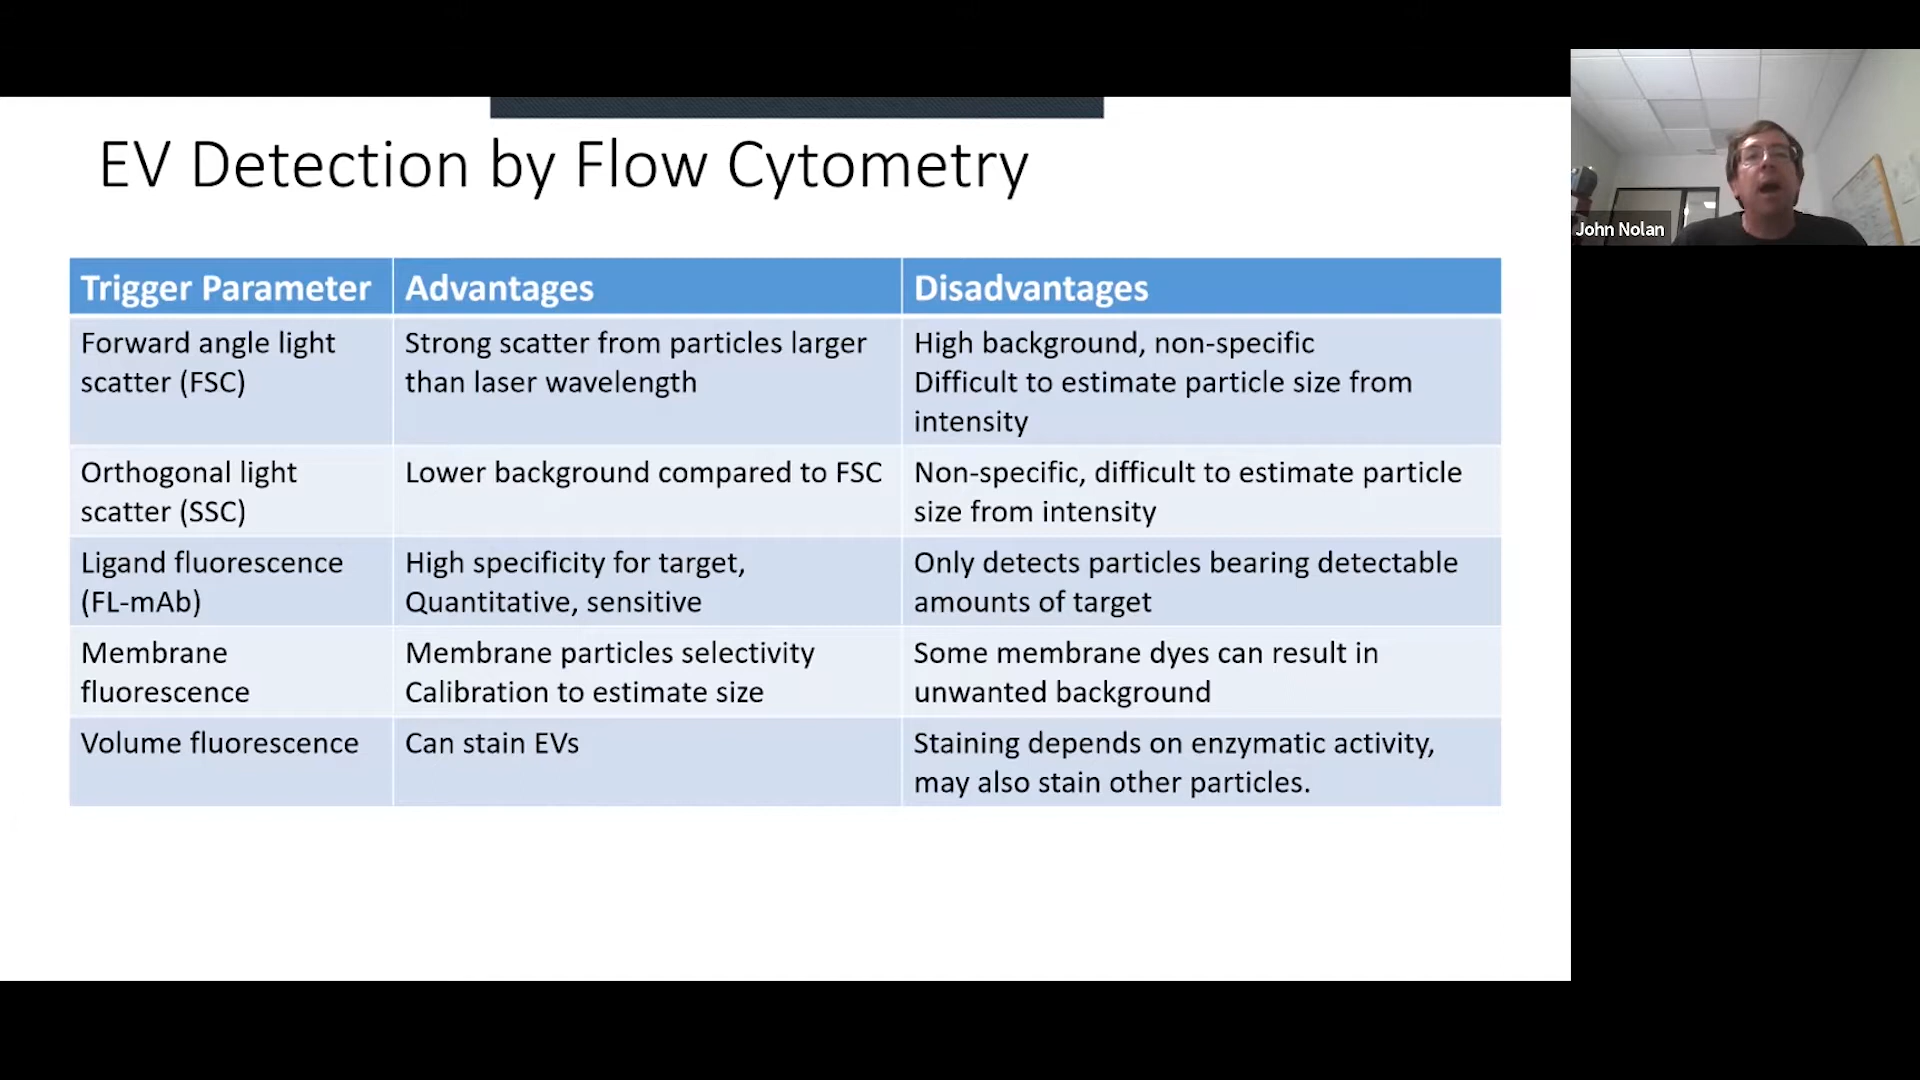 EV Detection by Flow Cytometry
John Nolan
Trigger Parameter Advantages Disadvantages
Forward angle light
scatter (FSC)
Strong scatter from particles larger
than laser wavelength
High background, non-specific
Difficult to estimate particle size from
intensity
Orthogonal light
scatter (SSC)
Lower background compared to FSC
Non-specific, difficult to estimate particle
size from intensity
Ligand fluorescence
(FL-mAb)
High specificity for target,
Quantitative, sensitive
Only detects particles bearing detectable
amounts of target
Membrane
fluorescence
Membrane particles selectivity
Calibration to estimate size
Some membrane dyes can result in
unwanted background
Volume fluorescence
Can stain EVs
Staining depends on enzymatic activity,
may also stain other particles.